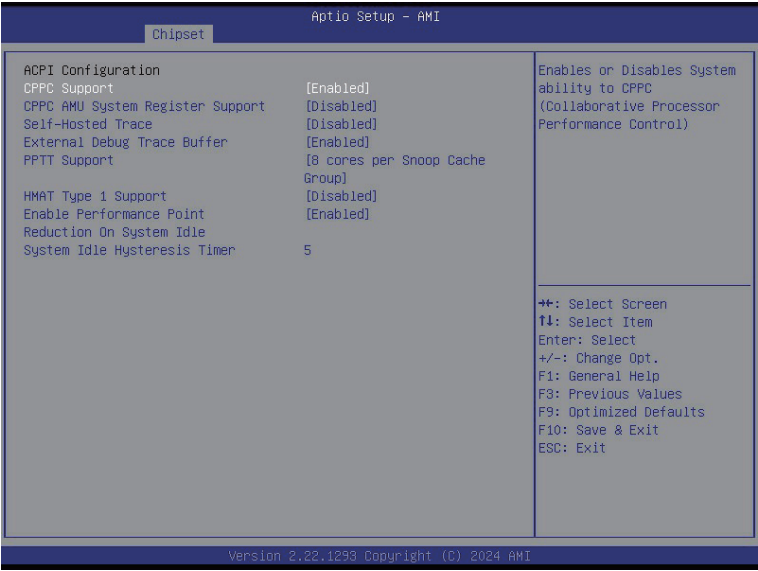 Aptio Setup – AMI
Chipset
ACPI Configuration
CPPC Support [Enabled]
CPPC AMU System Register Support [Disabled]
Self-Hosted Trace [Disabled]
External Debug Trace Buffer [Enabled]
PPTT Support [8 cores per Snoop Cache
Group]
HMAT Type 1 Support [Disabled]
Enable Performance Point [Enabled]
Reduction On System Idle
System Idle Hysteresis Timer 5
Enables or Disables System
ability to CPPC
(Collaborative Processor
Performance Control)
→←: Select Screen
↑↓: Select Item
Enter: Select
+/-: Change Opt.
F1: General Help
F3: Previous Values
F9: Optimized Defaults
F10: Save & Exit
ESC: Exit
Version 2.22.1293 Copyright (C) 2024 AMI